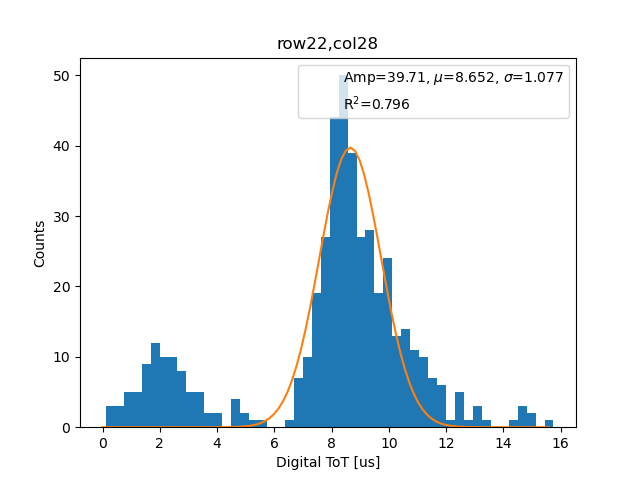 row22,col28
Amp=39.71, μ=8.652, σ=1.077
R²=0.796
50
40
30
20
10
0
Counts
0 2 4 6 8 10 12 14 16
Digital ToT [us]